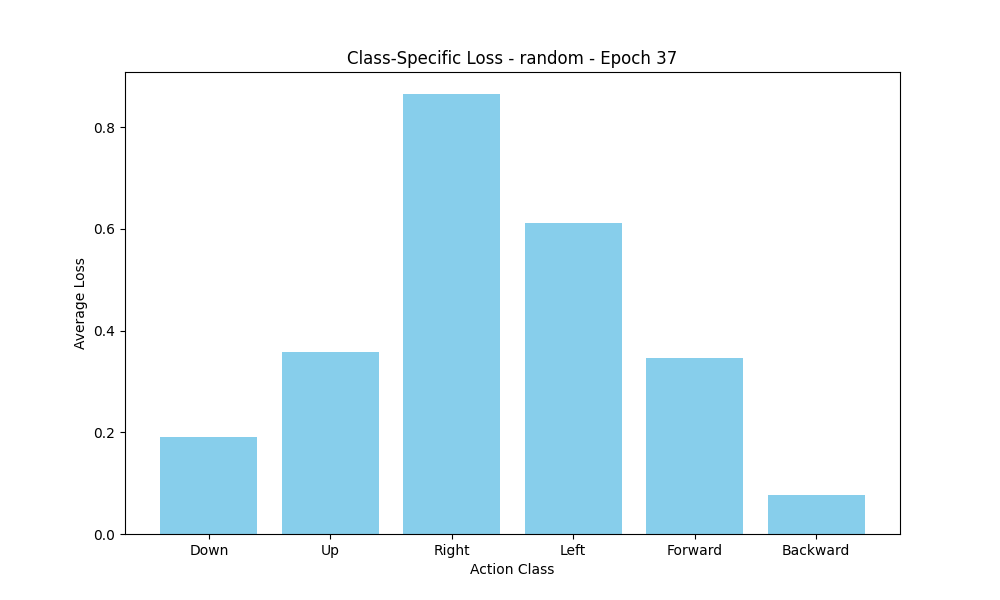 Class-Specific Loss - random - Epoch 37
Average Loss
0.8
0.6
0.4
0.2
0.0
Down Up Right Left Forward Backward
Action Class